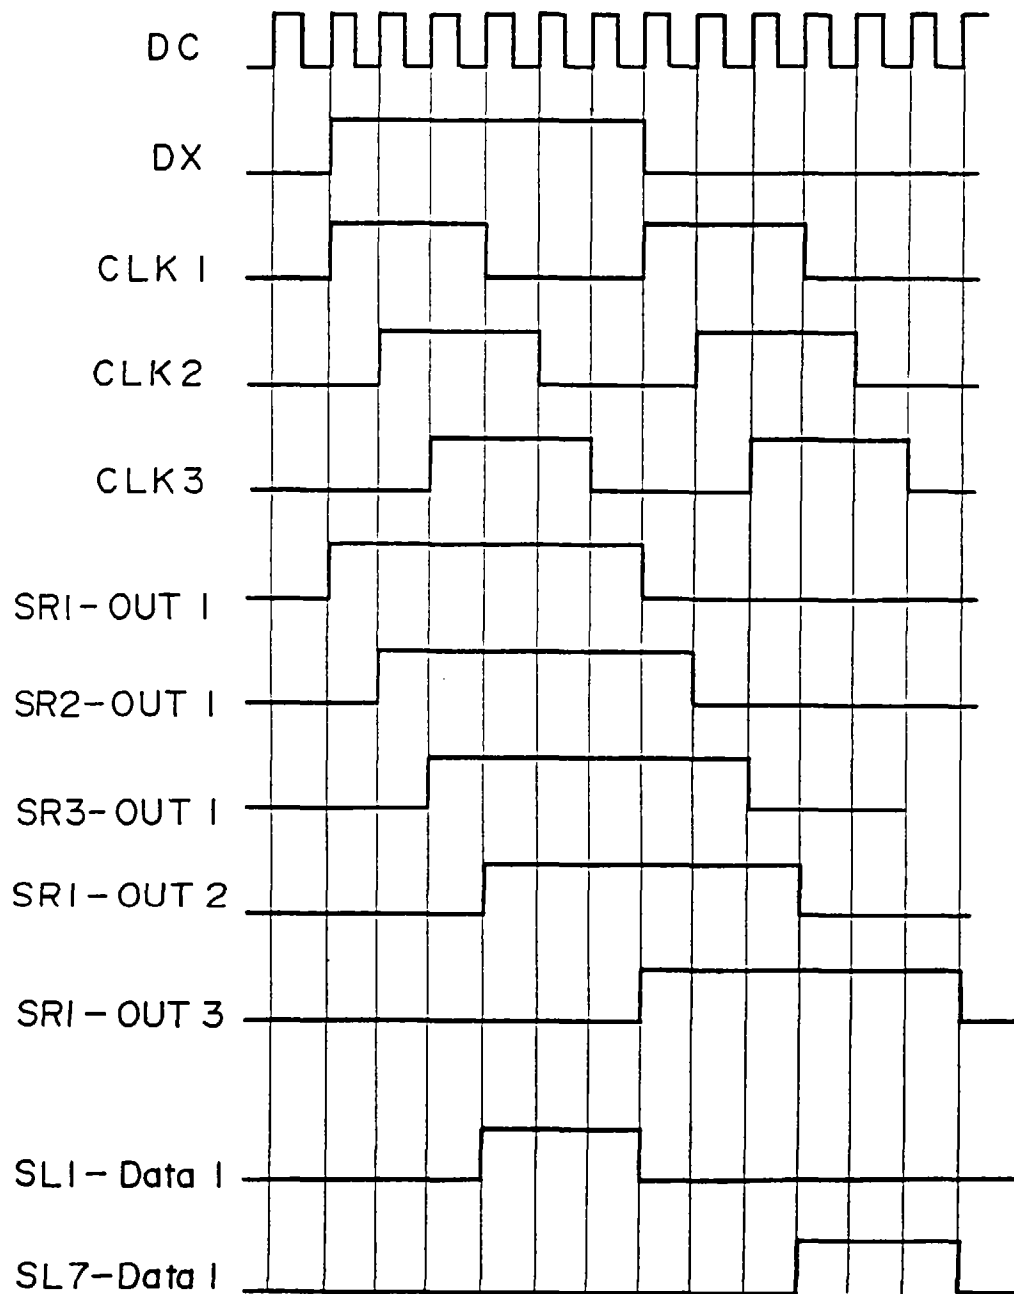 DC
DX
CLK 1
CLK2
CLK3
SR1-OUT 1
SR2-OUT 1
SR3-OUT 1
SR1-OUT 2
SR1-OUT 3
SL1-Data 1
SL7-Data 1